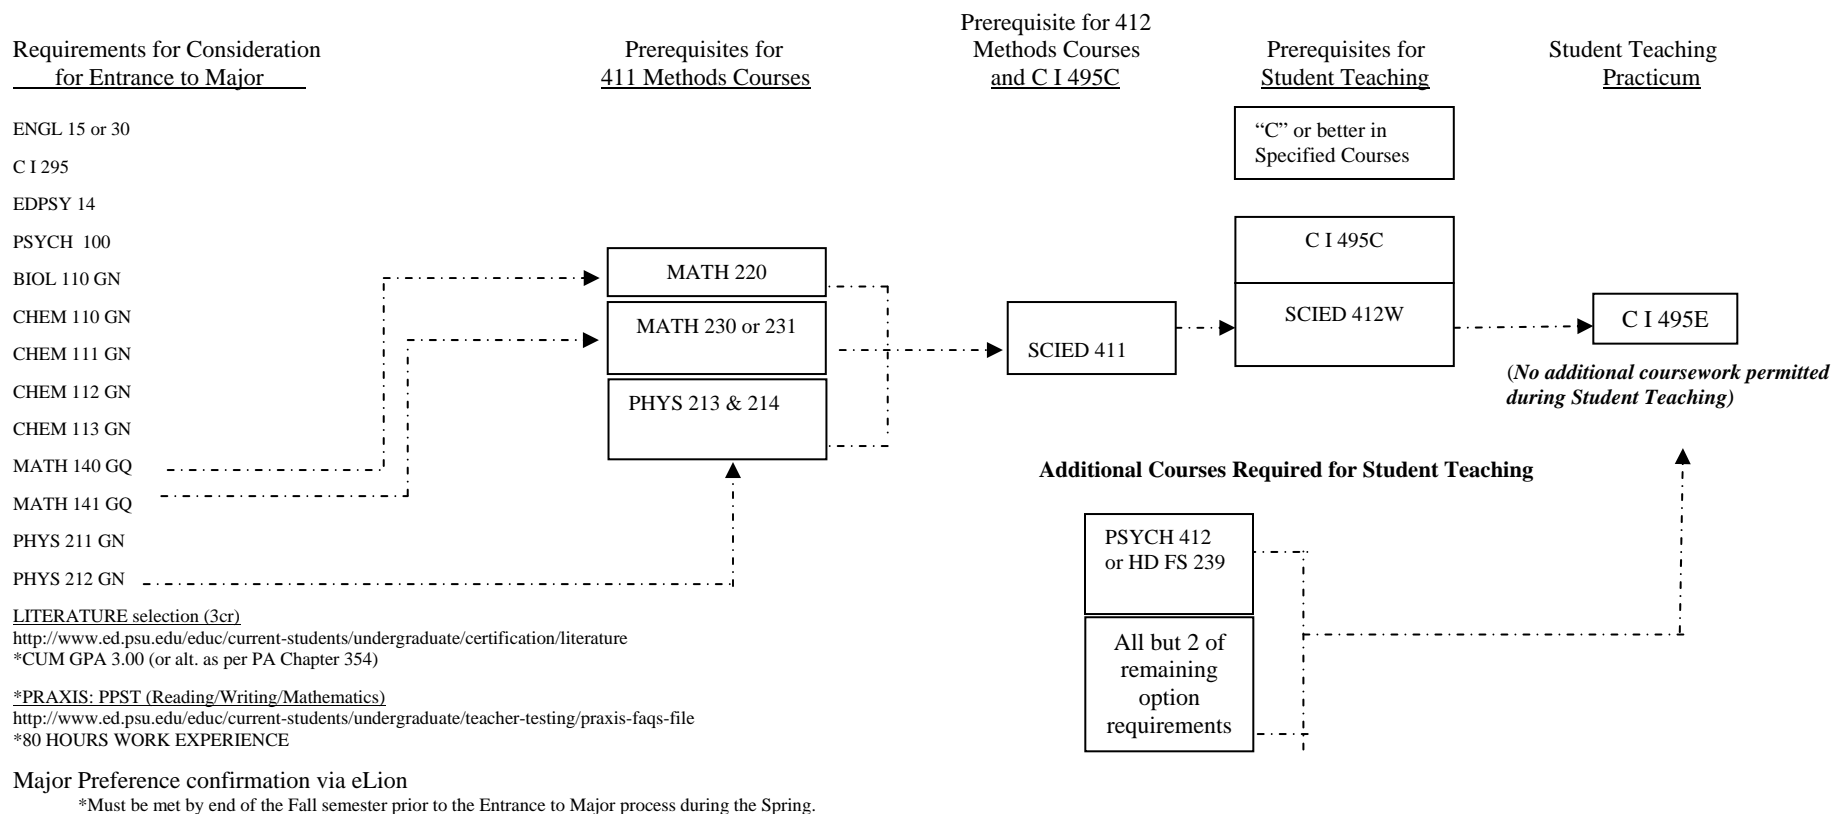 Requirements for Consideration
for Entrance to Major
Prerequisites for
411 Methods Courses
Prerequisite for 412
Methods Courses
and C I 495C
Prerequisites for
Student Teaching
Student Teaching
Practicum
ENGL 15 or 30
C I 295
EDPSY 14
PSYCH 100
BIOL 110 GN
CHEM 110 GN
CHEM 111 GN
CHEM 112 GN
CHEM 113 GN
MATH 140 GQ
MATH 141 GQ
PHYS 211 GN
PHYS 212 GN
LITERATURE selection (3cr)
http://www.ed.psu.edu/educ/current-students/undergraduate/certification/literature
*CUM GPA 3.00 (or alt. as per PA Chapter 354)
*PRAXIS: PPST (Reading/Writing/Mathematics)
http://www.ed.psu.edu/educ/current-students/undergraduate/teacher-testing/praxis-faqs-file
*80 HOURS WORK EXPERIENCE
Major Preference confirmation via eLion
*Must be met by end of the Fall semester prior to the Entrance to Major process during the Spring.
MATH 220
MATH 230 or 231
PHYS 213 & 214
SCIED 411
“C” or better in
Specified Courses
C I 495C
SCIED 412W
C I 495E
(No additional coursework permitted
during Student Teaching)
Additional Courses Required for Student Teaching
PSYCH 412
or HD FS 239
All but 2 of
remaining
option
requirements